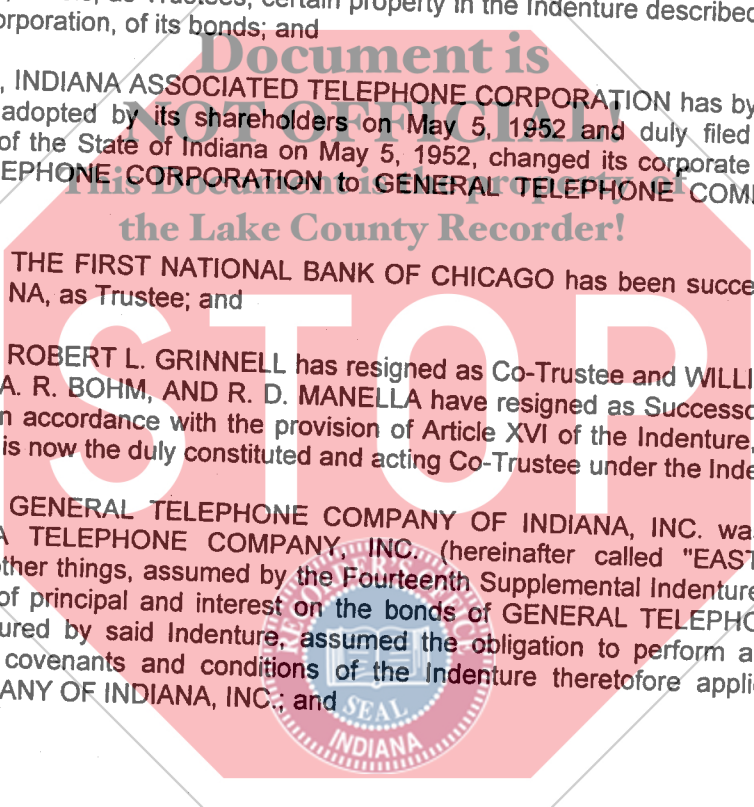 as Trustees, certain property in the Indenture described
orporation, of its bonds; and
Document is
, INDIANA ASSOCIATED TELEPHONE CORPORATION has by
NOT OFFICIAL!
adopted by its shareholders on May 5, 1952 and duly filed
of the State of Indiana on May 5, 1952, changed its corporate
This Document is the property of
EPHONE CORPORATION to GENERAL TELEPHONE COM
the Lake County Recorder!
THE FIRST NATIONAL BANK OF CHICAGO has been succe
NA, as Trustee; and
STOP
ROBERT L. GRINNELL has resigned as Co-Trustee and WILLI
A. R. BOHM, AND R. D. MANELLA have resigned as Successo
n accordance with the provision of Article XVI of the Indenture,
is now the duly constituted and acting Co-Trustee under the Inde
GENERAL TELEPHONE COMPANY OF INDIANA, INC. wa
A TELEPHONE COMPANY, INC. (hereinafter called "EAST
ther things, assumed by the Fourteenth Supplemental Indenture
of principal and interest on the bonds of GENERAL TELEPHO
ured by said Indenture, assumed the obligation to perform a
covenants and conditions of the Indenture theretofore appli
ANY OF INDIANA, INC.; and
RECORDER'S OFFICE
SEAL
INDIANA